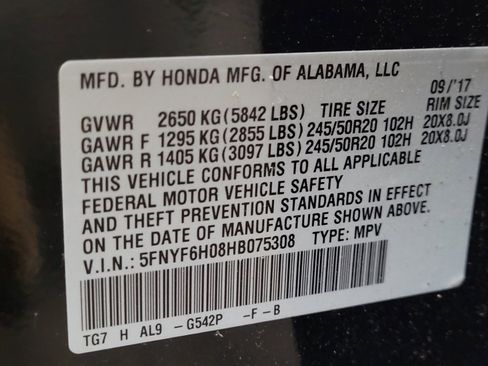 MFD. BY HONDA MFG. OF ALABAMA, LLC
09/'17
GVWR 2650 KG(5842 LBS) TIRE SIZE RIM SIZE
GAWR F 1295 KG(2855 LBS)245/50R20 102H 20X8.0J
GAWR R 1405 KG(3097 LBS)245/50R20 102H 20X8.0J
THIS VEHICLE CONFORMS TO ALL APPLICABLE
FEDERAL MOTOR VEHICLE SAFETY
AND THEFT PREVENTION STANDARDS IN EFFECT
ON THE DATE OF MANUFACTURE SHOWN ABOVE.
V.I.N.: 5FNYF6H08HB075308 TYPE: MPV
TG7 H AL9 -G542P -F-B